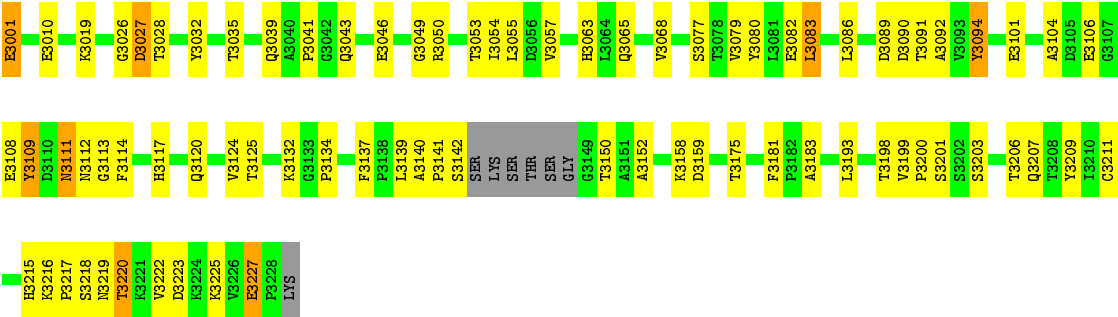 E3001 E3010 K3019 G3026 D3027 T3028 Y3032 T3035 Q3039 A3040 P3041 G3042 Q3043 E3046 G3049 R3050 T3053 I3054 L3055 D3056 V3057 H3063 L3064 Q3065 V3068 S3077 T3078 V3079 Y3080 L3081 E3082 L3083 L3086 D3089 D3090 T3091 A3092 V3093 Y3094 E3101 A3104 D3105 E3106 G3107
E3108 Y3109 D3110 N3111 N3112 G3113 F3114 H3117 Q3120 V3124 T3125 K3132 G3133 P3134 F3137 P3138 L3139 A3140 P3141 S3142 SER LYS SER THR SER GLY G3149 T3150 A3151 A3152 K3158 D3159 T3175 F3181 P3182 A3183 L3193 T3198 V3199 P3200 S3201 S3202 S3203 T3206 Q3207 T3208 Y3209 I3210 C3211
H3215 K3216 P3217 S3218 N3219 T3220 K3221 V3222 D3223 K3224 K3225 V3226 E3227 P3228 LYS